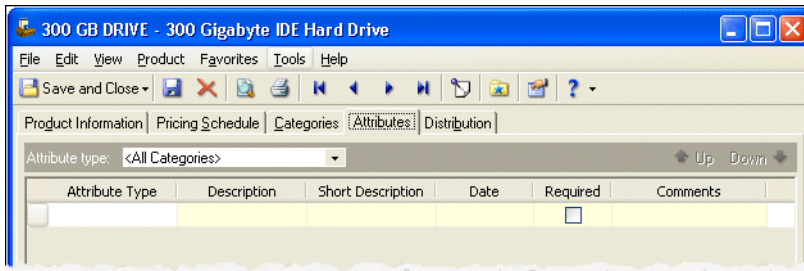 300 GB DRIVE - 300 Gigabyte IDE Hard Drive
File Edit View Product Favorites Tools Help
Save and Close ?
Product Information Pricing Schedule Categories Attributes Distribution
Attribute type: <All Categories> Up Down
Attribute Type Description Short Description Date Required Comments